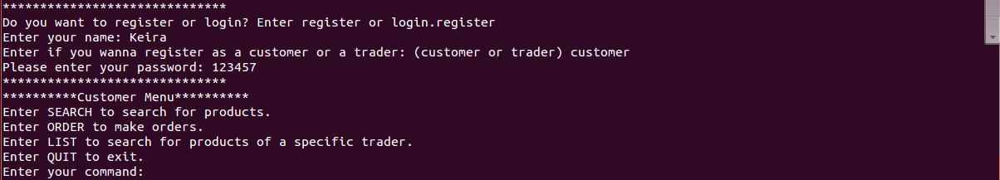 ******************************
Do you want to register or login? Enter register or login.register
Enter your name: Keira
Enter if you wanna register as a customer or a trader: (customer or trader) customer
Please enter your password: 123457
******************************
**********Customer Menu**********
Enter SEARCH to search for products.
Enter ORDER to make orders.
Enter LIST to search for products of a specific trader.
Enter QUIT to exit.
Enter your command: